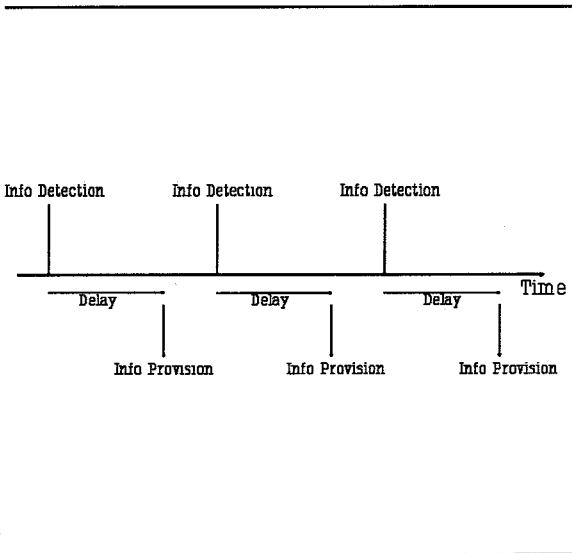 Info Detection Info Detection Info Detection
Time
Delay Delay Delay
Info Provision Info Provision Info Provision